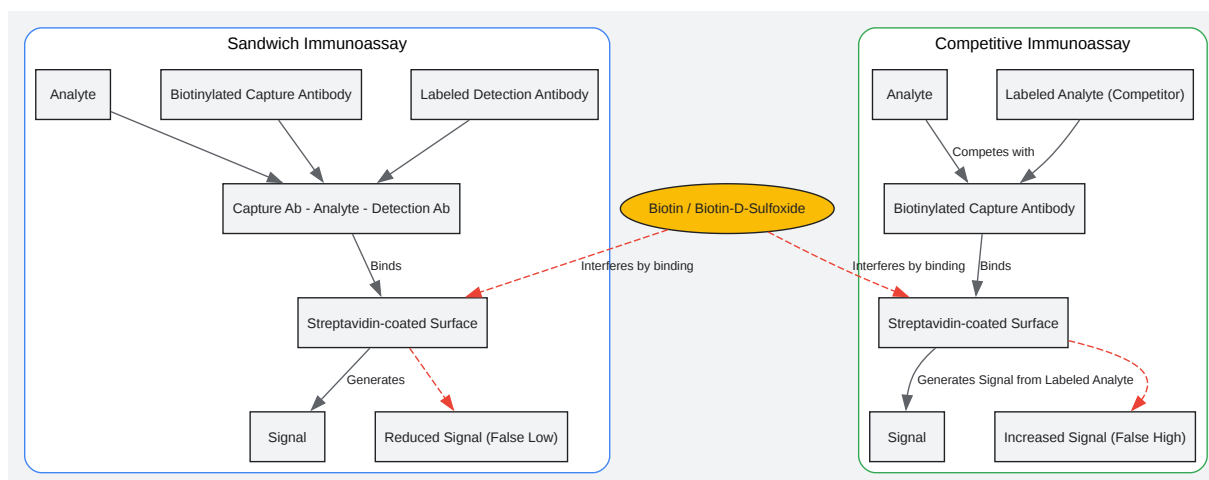 Sandwich Immunoassay
Analyte
Biotinylated Capture Antibody
Labeled Detection Antibody
Capture Ab - Analyte - Detection Ab
Binds
Streptavidin-coated Surface
Generates
Signal
Reduced Signal (False Low)
Biotin / Biotin-D-Sulfoxide
Interferes by binding
Interferes by binding
Competitive Immunoassay
Analyte
Labeled Analyte (Competitor)
Competes with
Biotinylated Capture Antibody
Binds
Streptavidin-coated Surface
Generates Signal from Labeled Analyte
Signal
Increased Signal (False High)